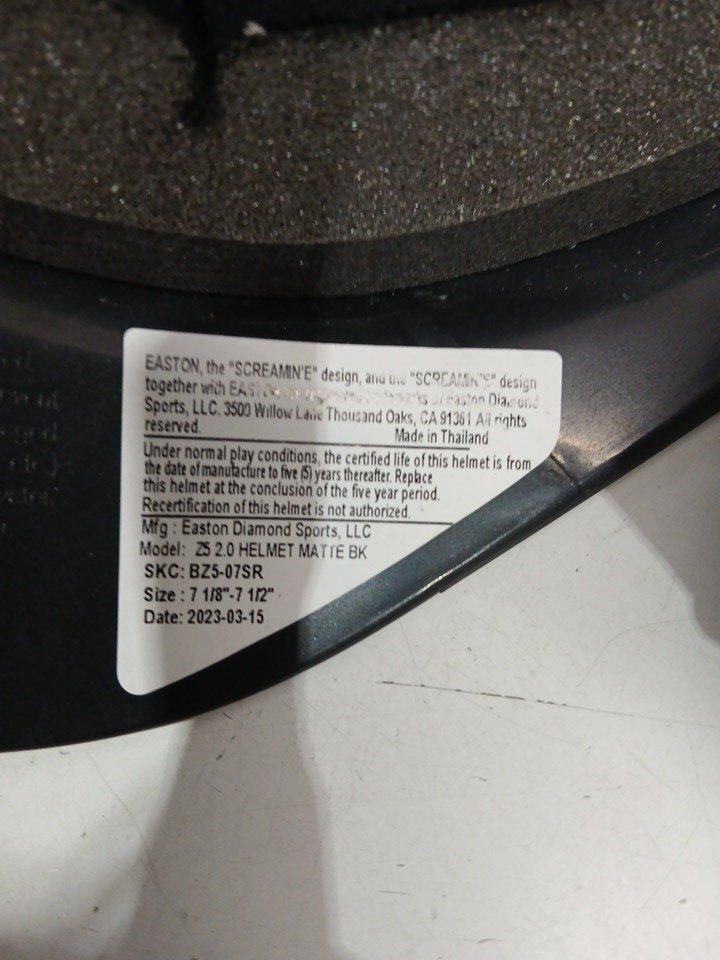 EASTON, the "SCREAMIN'E" design, and the "SCREAMIN'E" design
together with EASTON are registered trademarks of Easton Diamond
Sports, LLC. 3500 Willow Lane Thousand Oaks, CA 91361 All rights
reserved.
Made in Thailand
Under normal play conditions, the certified life of this helmet is from
the date of manufacture to five (5) years thereafter. Replace
this helmet at the conclusion of the five year period.
Recertification of this helmet is not authorized.
Mfg : Easton Diamond Sports, LLC
Model: Z5 2.0 HELMET MATTE BK
SKC: BZ5-07SR
Size : 7 1/8"-7 1/2"
Date: 2023-03-15